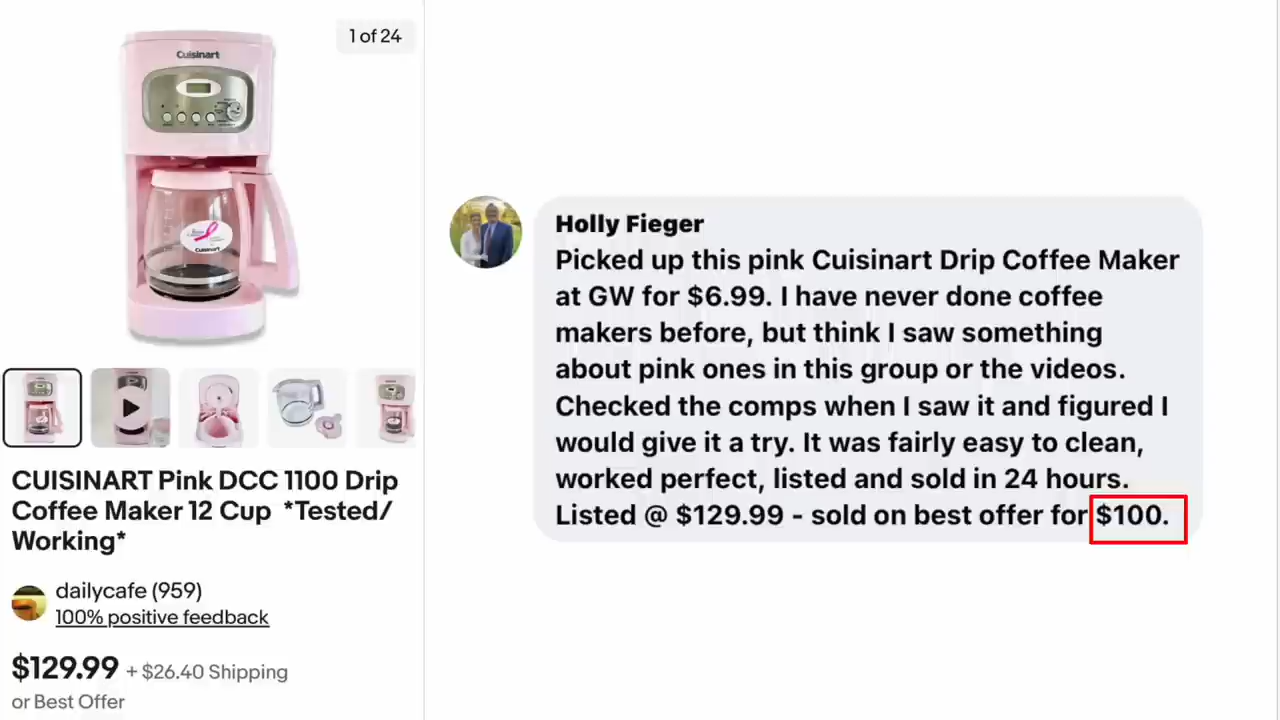 1 of 24
Cuisinart
Cuisinart
CUISINART Pink DCC 1100 Drip
Coffee Maker 12 Cup *Tested/
Working*
dailycafe (959)
100% positive feedback
$129.99 + $26.40 Shipping
or Best Offer
Holly Fieger
Picked up this pink Cuisinart Drip Coffee Maker
at GW for $6.99. I have never done coffee
makers before, but think I saw something
about pink ones in this group or the videos.
Checked the comps when I saw it and figured I
would give it a try. It was fairly easy to clean,
worked perfect, listed and sold in 24 hours.
Listed @ $129.99 - sold on best offer for $100.